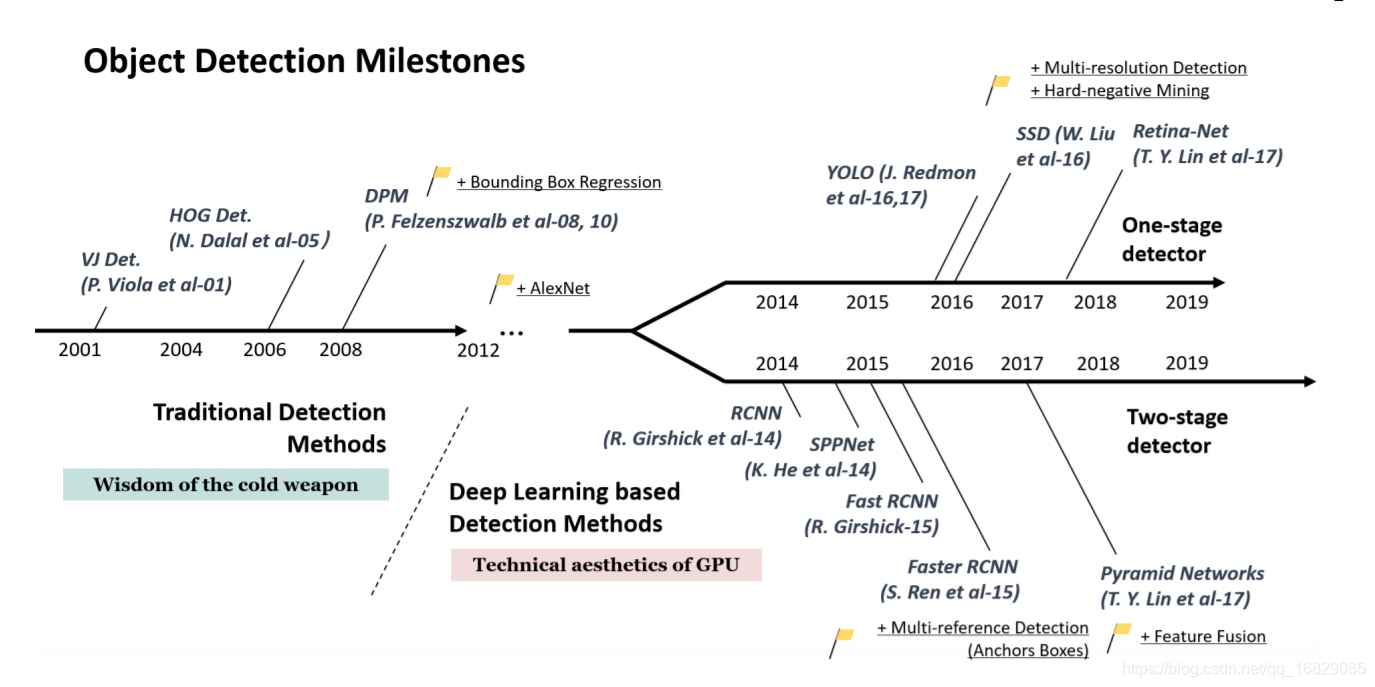 Object Detection Milestones
+ Multi-resolution Detection
+ Hard-negative Mining
SSD (W. Liu
et al-16)
Retina-Net
(T. Y. Lin et al-17)
YOLO (J. Redmon
et al-16,17)
+ Bounding Box Regression
DPM
(P. Felzenszwalb et al-08, 10)
HOG Det.
(N. Dalal et al-05)
VJ Det.
(P. Viola et al-01)
+ AlexNet
...
One-stage
detector
2014 2015 2016 2017 2018 2019
2001 2004 2006 2008 2012
2014 2015 2016 2017 2018 2019
Traditional Detection
Methods
Wisdom of the cold weapon
Deep Learning based
Detection Methods
Technical aesthetics of GPU
RCNN
(R. Girshick et al-14)
SPPNet
(K. He et al-14)
Fast RCNN
(R. Girshick-15)
Faster RCNN
(S. Ren et al-15)
+ Multi-reference Detection
(Anchors Boxes)
Two-stage
detector
Pyramid Networks
(T. Y. Lin et al-17)
+ Feature Fusion
https://blog.csdn.net/qq_16829085